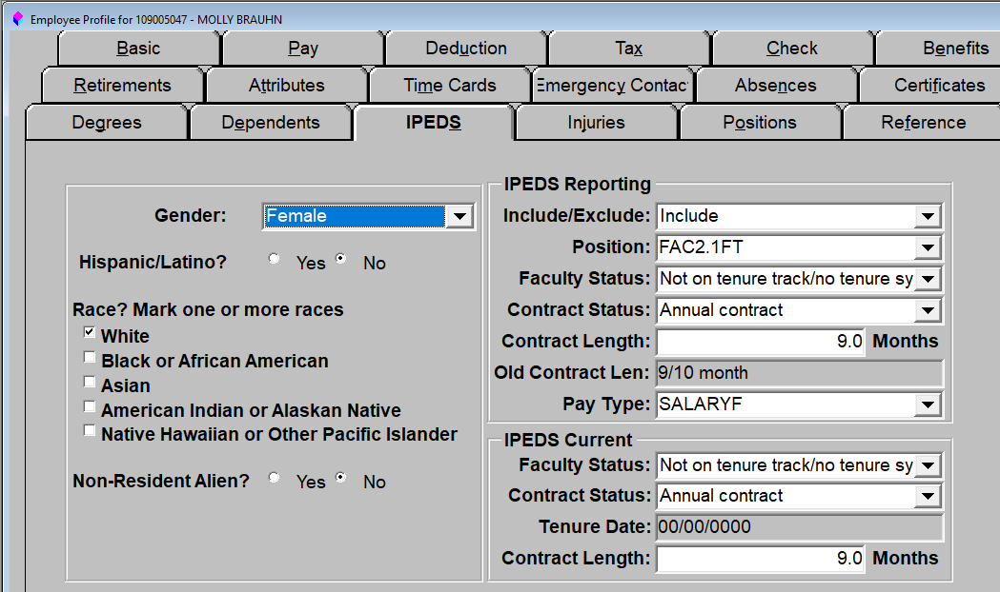 Employee Profile for 109005047 - MOLLY BRAUHN
Basic Pay Deduction Tax Check Benefits
Retirements Attributes Time Cards Emergency Contac Absences Certificates
Degrees Dependents IPEDS Injuries Positions Reference
Gender: Female
Hispanic/Latino? Yes No
Race? Mark one or more races
White
Black or African American
Asian
American Indian or Alaskan Native
Native Hawaiian or Other Pacific Islander
Non-Resident Alien? Yes No
IPEDS Reporting
Include/Exclude: Include
Position: FAC2.1FT
Faculty Status: Not on tenure track/no tenure sy
Contract Status: Annual contract
Contract Length: 9.0 Months
Old Contract Len: 9/10 month
Pay Type: SALARYF
IPEDS Current
Faculty Status: Not on tenure track/no tenure sy
Contract Status: Annual contract
Tenure Date: 00/00/0000
Contract Length: 9.0 Months